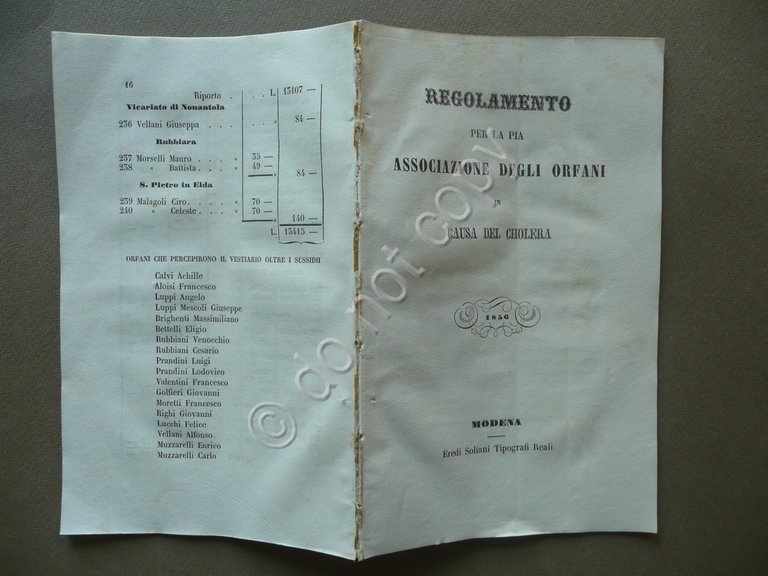 16
Riporto . . . . L. 15107 —
Vicariato di Nonantola
236 Vellani Giuseppe . . . . « 84 —
Rubbiara
237 Morselli Mauro . . . . « 35 —
238 « Battista. . . . « 49 —
« 84 —
S. Pietro in Elda
239 Malagoli Ciro. . . . « 70 —
240 « Celeste. . . . « 70 —
« 140 —
L. 15415 —
ORFANI CHE PERCEPIRONO IL VESTIARIO OLTRE I SUSSIDII
Calvi Achille
Aloisi Francesco
Luppi Angelo
Luppi Mescoli Giuseppe
Brighenti Massimiliano
Bettelli Eligio
Rubbiani Venocchio
Rubbiani Cesario
Prandini Luigi
Prandini Lodovico
Valentini Francesco
Golfieri Giovanni
Moretti Francesco
Righi Giovanni
Lucchi Felice
Vellani Alfonso
Muzzarelli Enrico
Muzzarelli Carlo
REGOLAMENTO
PER LA PIA
ASSOCIAZIONE DEGLI ORFANI
IN
CAUSA DEL CHOLERA
1856
MODENA
Eredi Soliani Tipografi Reali
© do not copy